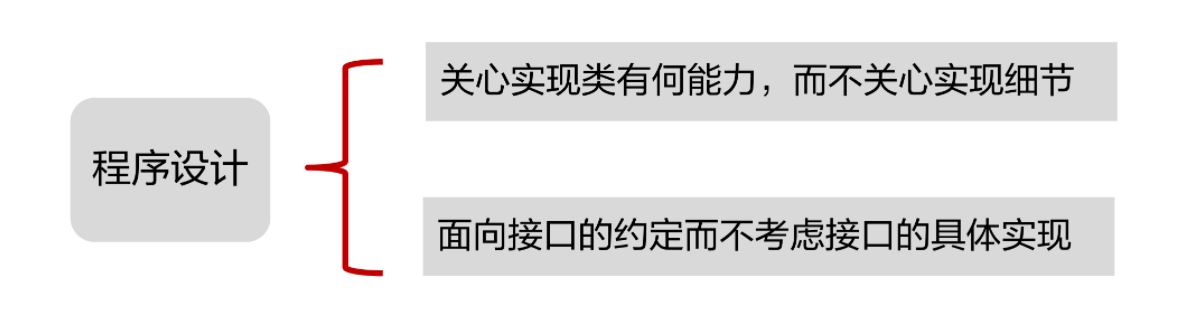 程序设计
关心实现类有何能力，而不关心实现细节
面向接口的约定而不考虑接口的具体实现